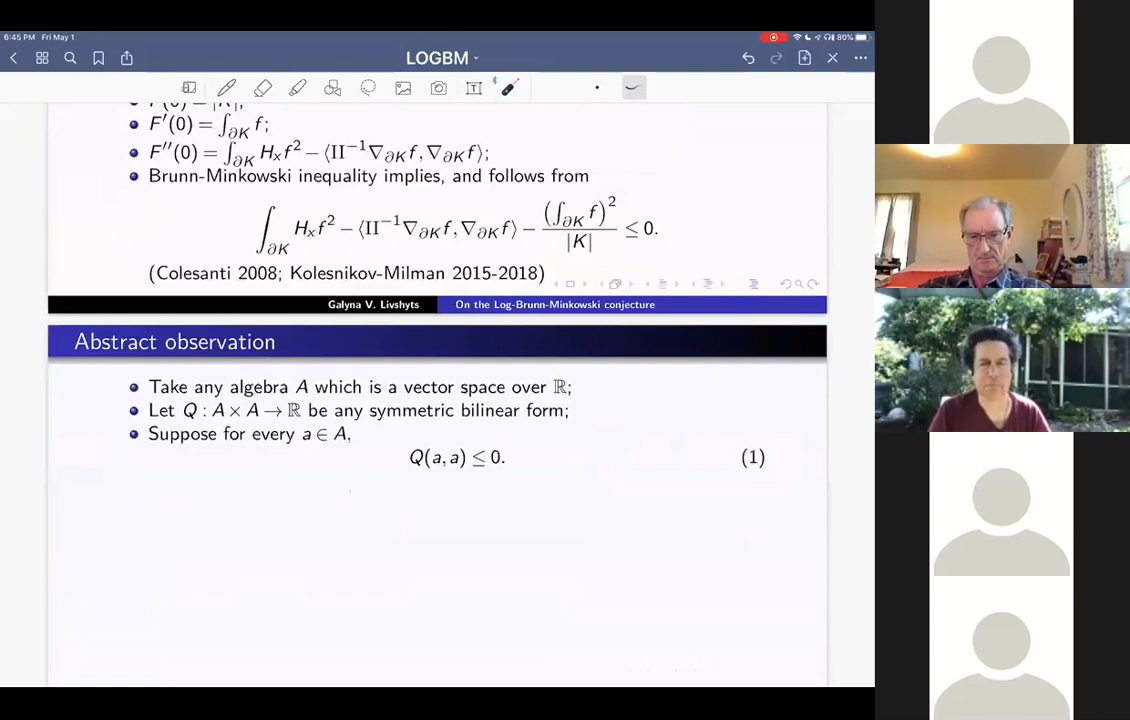 6:45 PM Fri May 1
80%
LOGBM
F'(0) = ∫_{∂K} f;
F''(0) = ∫_{∂K} H_x f² − ⟨II⁻¹∇_{∂K} f, ∇_{∂K} f⟩;
Brunn-Minkowski inequality implies, and follows from
∫_{∂K} H_x f² − ⟨II⁻¹∇_{∂K} f, ∇_{∂K} f⟩ − (∫_{∂K} f)² / |K| ≤ 0.
(Colesanti 2008; Kolesnikov-Milman 2015-2018)
Galyna V. Livshyts On the Log-Brunn-Minkowski conjecture
Abstract observation
Take any algebra A which is a vector space over ℝ;
Let Q : A × A → ℝ be any symmetric bilinear form;
Suppose for every a ∈ A,
Q(a, a) ≤ 0. (1)